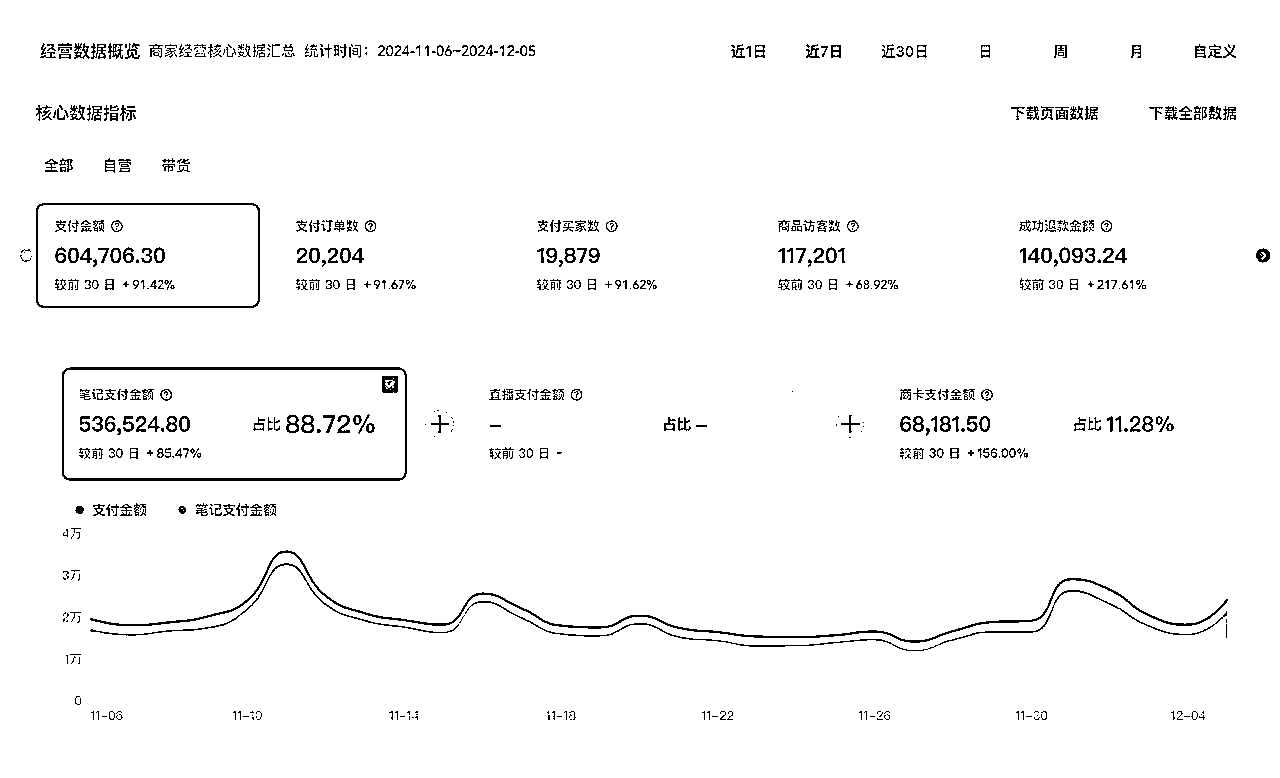 经营数据概览 商家经营核心数据汇总 统计时间：2024-11-06~2024-12-05 近1日 近7日 近30日 日 周 月 自定义
核心数据指标 下载页面数据 下载全部数据
全部 自营 带货
支付金额 支付订单数 支付买家数 商品访客数 成功退款金额
604,706.30 20,204 19,879 117,201 140,093.24
较前 30 日 +91.42% 较前 30 日 +91.67% 较前 30 日 +91.62% 较前 30 日 +68.92% 较前 30 日 +217.61%
笔记支付金额 直播支付金额 商卡支付金额
536,524.80 占比 88.72% – 占比 – 68,181.50 占比 11.28%
较前 30 日 +85.47% 较前 30 日 - 较前 30 日 +156.00%
支付金额 笔记支付金额
4万
3万
2万
1万
0
11-06 11-10 11-14 11-18 11-22 11-26 11-30 12-04